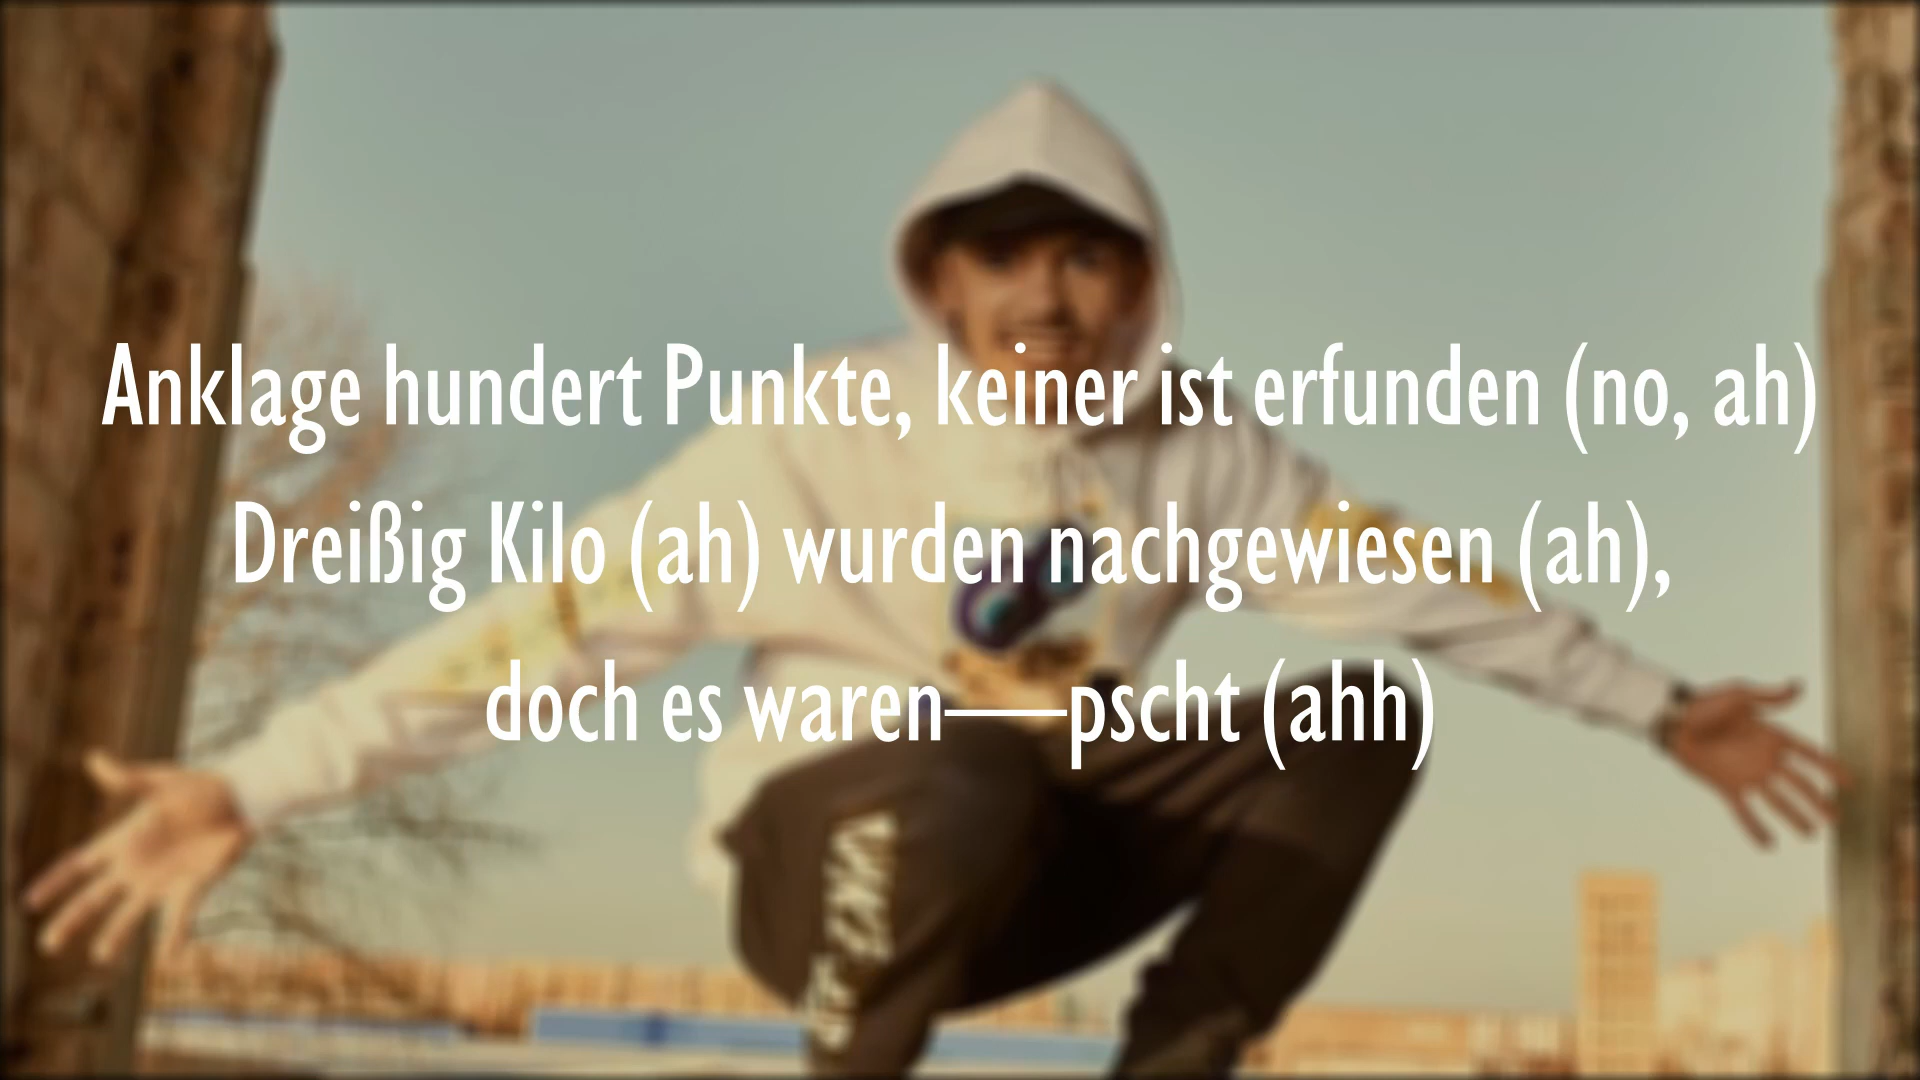 Anklage hundert Punkte, keiner ist erfunden (no, ah)
Dreißig Kilo (ah) wurden nachgewiesen (ah),
doch es waren──pscht (ahh)